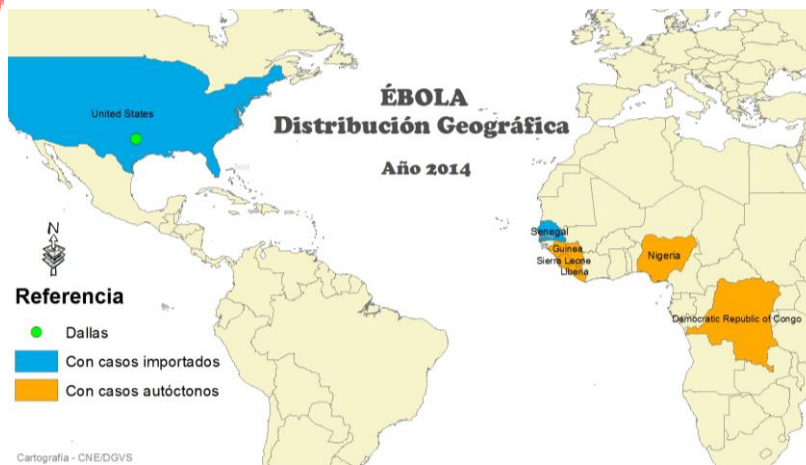 ÉBOLA
Distribución Geográfica
Año 2014
United States
Text
Senegal
Guinea
Sierra Leone
Liberia
Nigeria
Democratic Republic of Congo
N
Referencia
Dallas
Con casos importados
Con casos autóctonos
Cartografía - CNE/DGVS